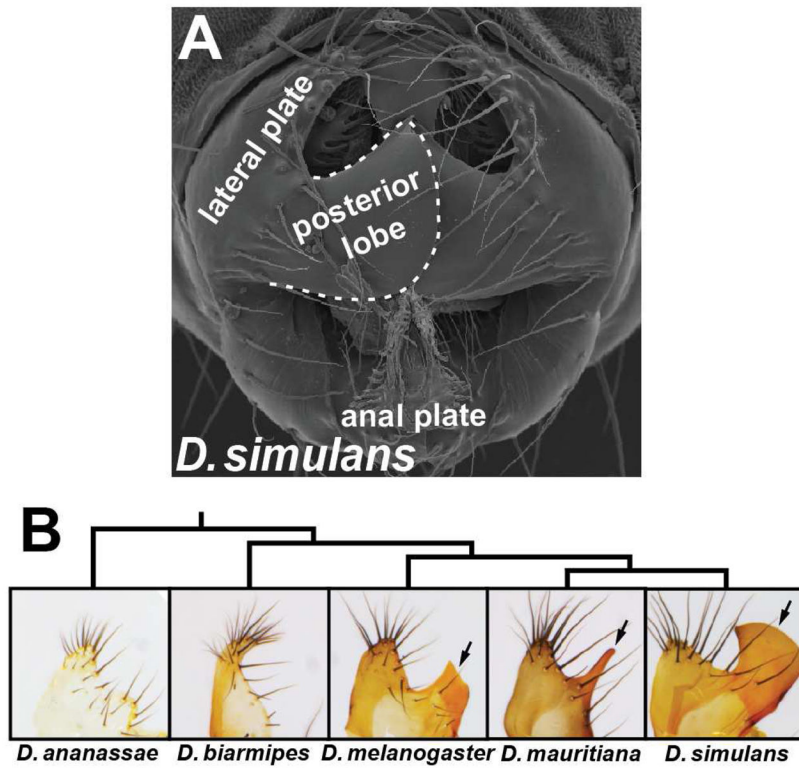 A
lateral plate
posterior
lobe
anal plate
D. simulans
B
D. ananassae D. biarmipes D. melanogaster D. mauritiana D. simulans